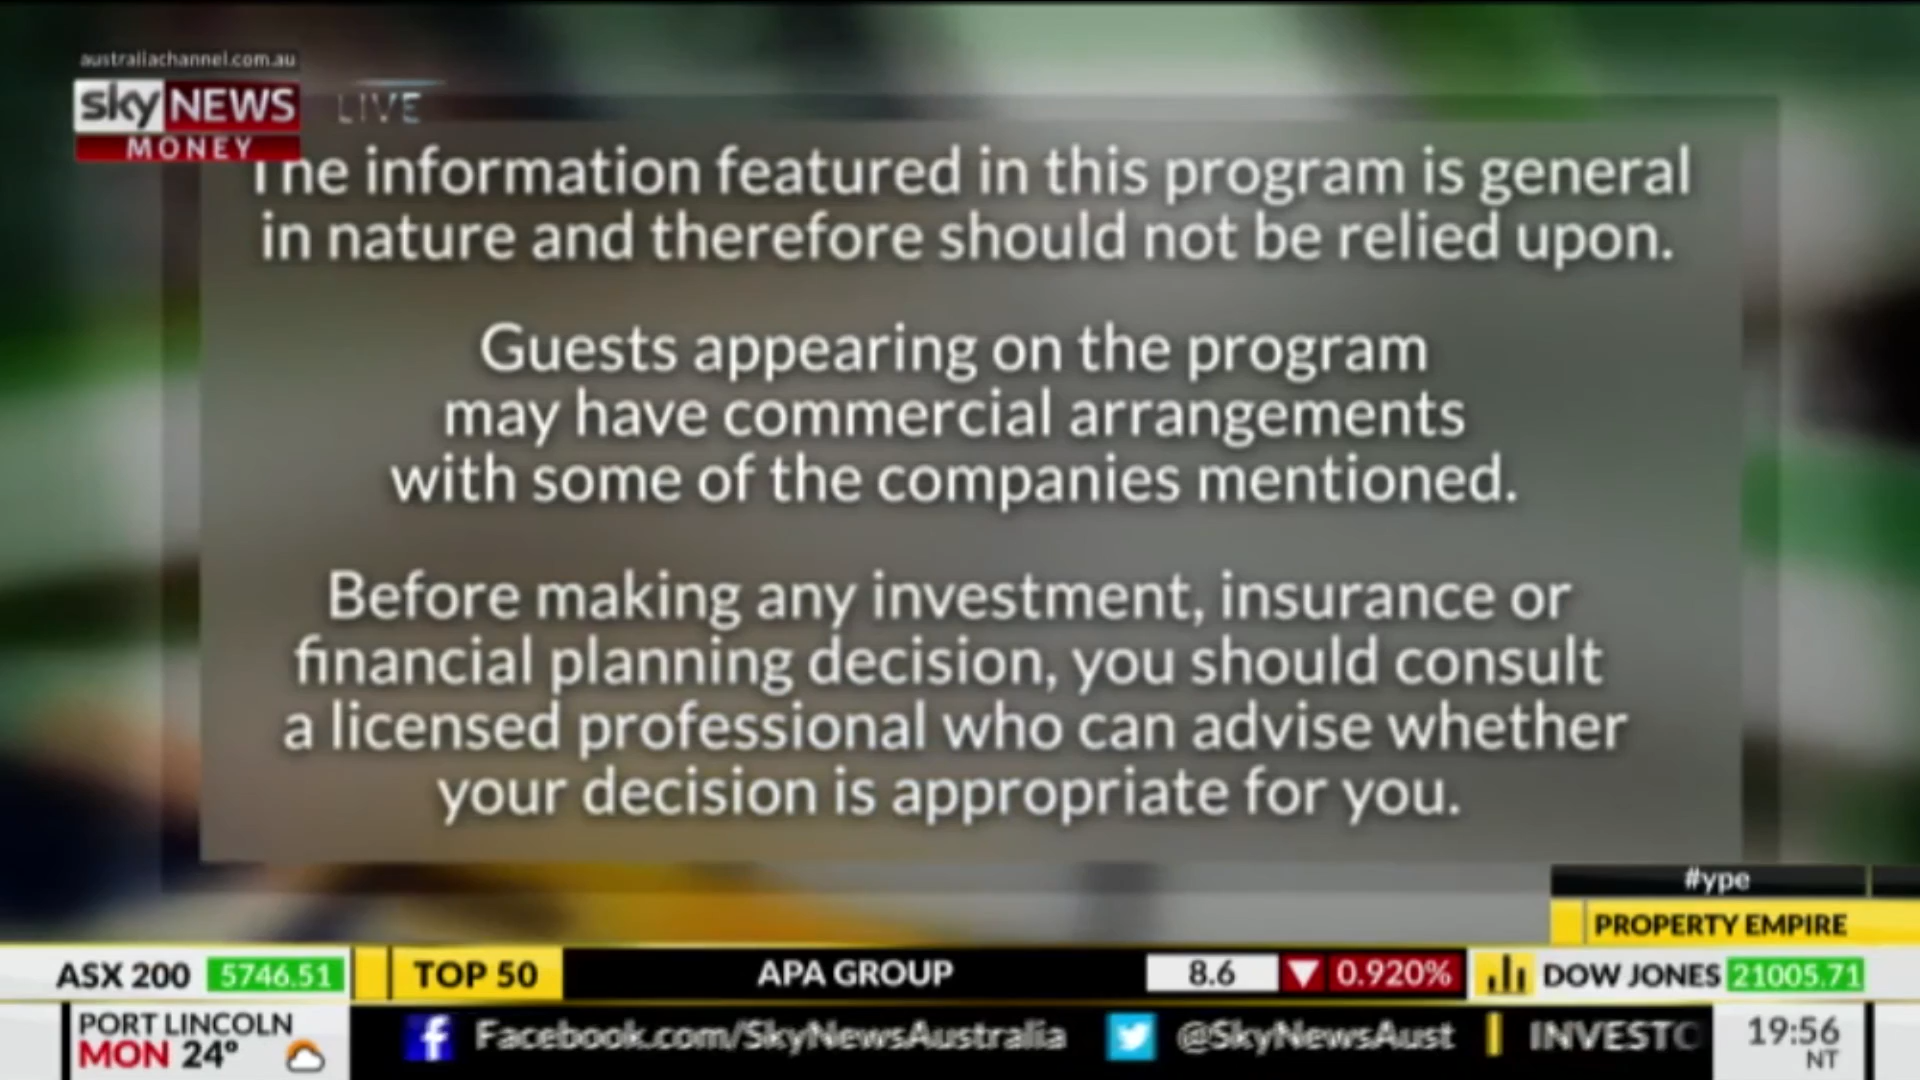 australiachannel.com.au
sky NEWS LIVE
MONEY
The information featured in this program is general
in nature and therefore should not be relied upon.
Guests appearing on the program
may have commercial arrangements
with some of the companies mentioned.
Before making any investment, insurance or
financial planning decision, you should consult
a licensed professional who can advise whether
your decision is appropriate for you.
#ype
PROPERTY EMPIRE
ASX 200 5746.51 TOP 50 APA GROUP 8.6 ▼ 0.920% DOW JONES 21005.71
PORT LINCOLN
MON 24°
Facebook.com/SkyNewsAustralia @SkyNewsAust INVESTO
19:56
NT